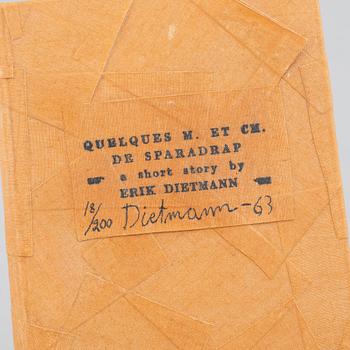 QUELQUES M. ET CM.
DE SPARADRAP
a short story by
ERIK DIETMANN
18/200 Dietmann-63